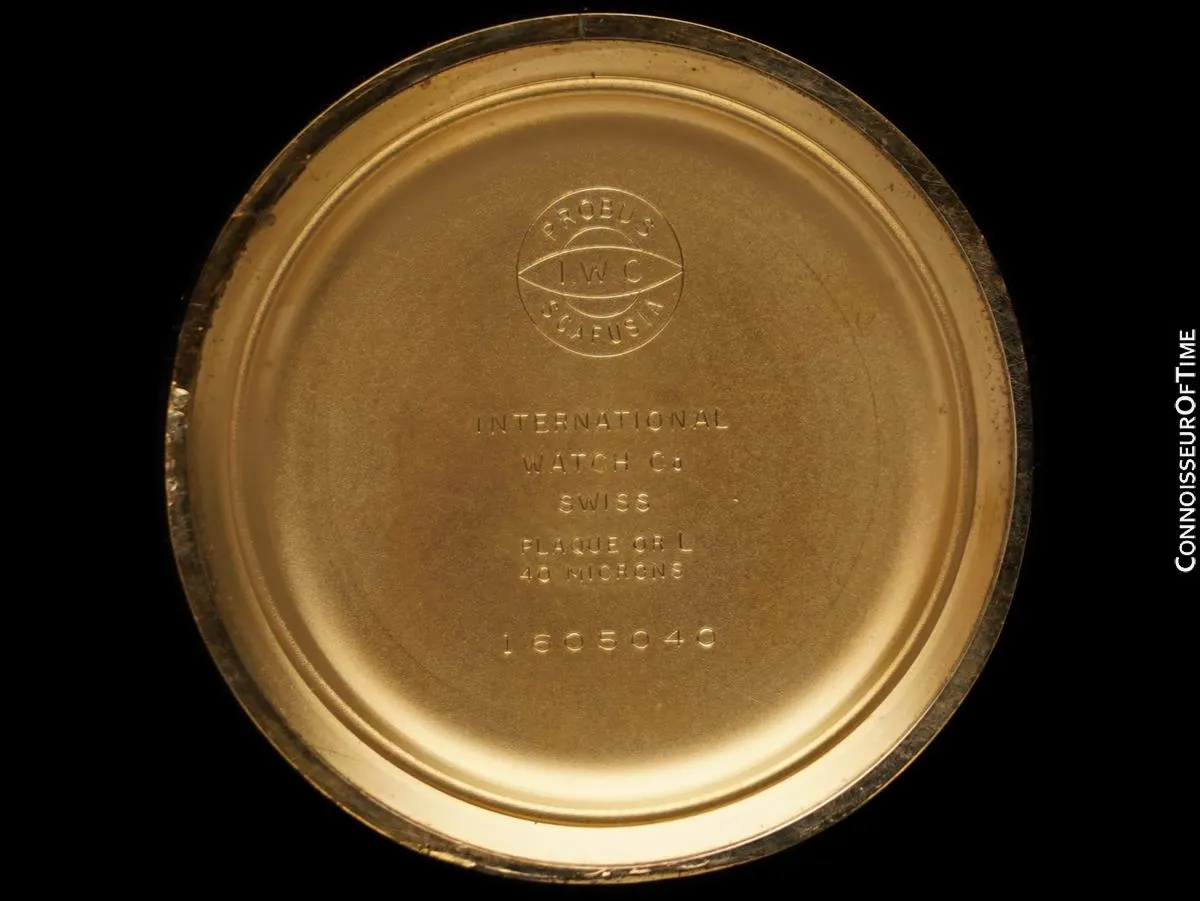 PROBUS
I.W.C
SCAFUSIA
INTERNATIONAL
WATCH Co
SWISS
PLAQUE OR L
40 MICRONS
1605040
CONNOISSEUROFTIME